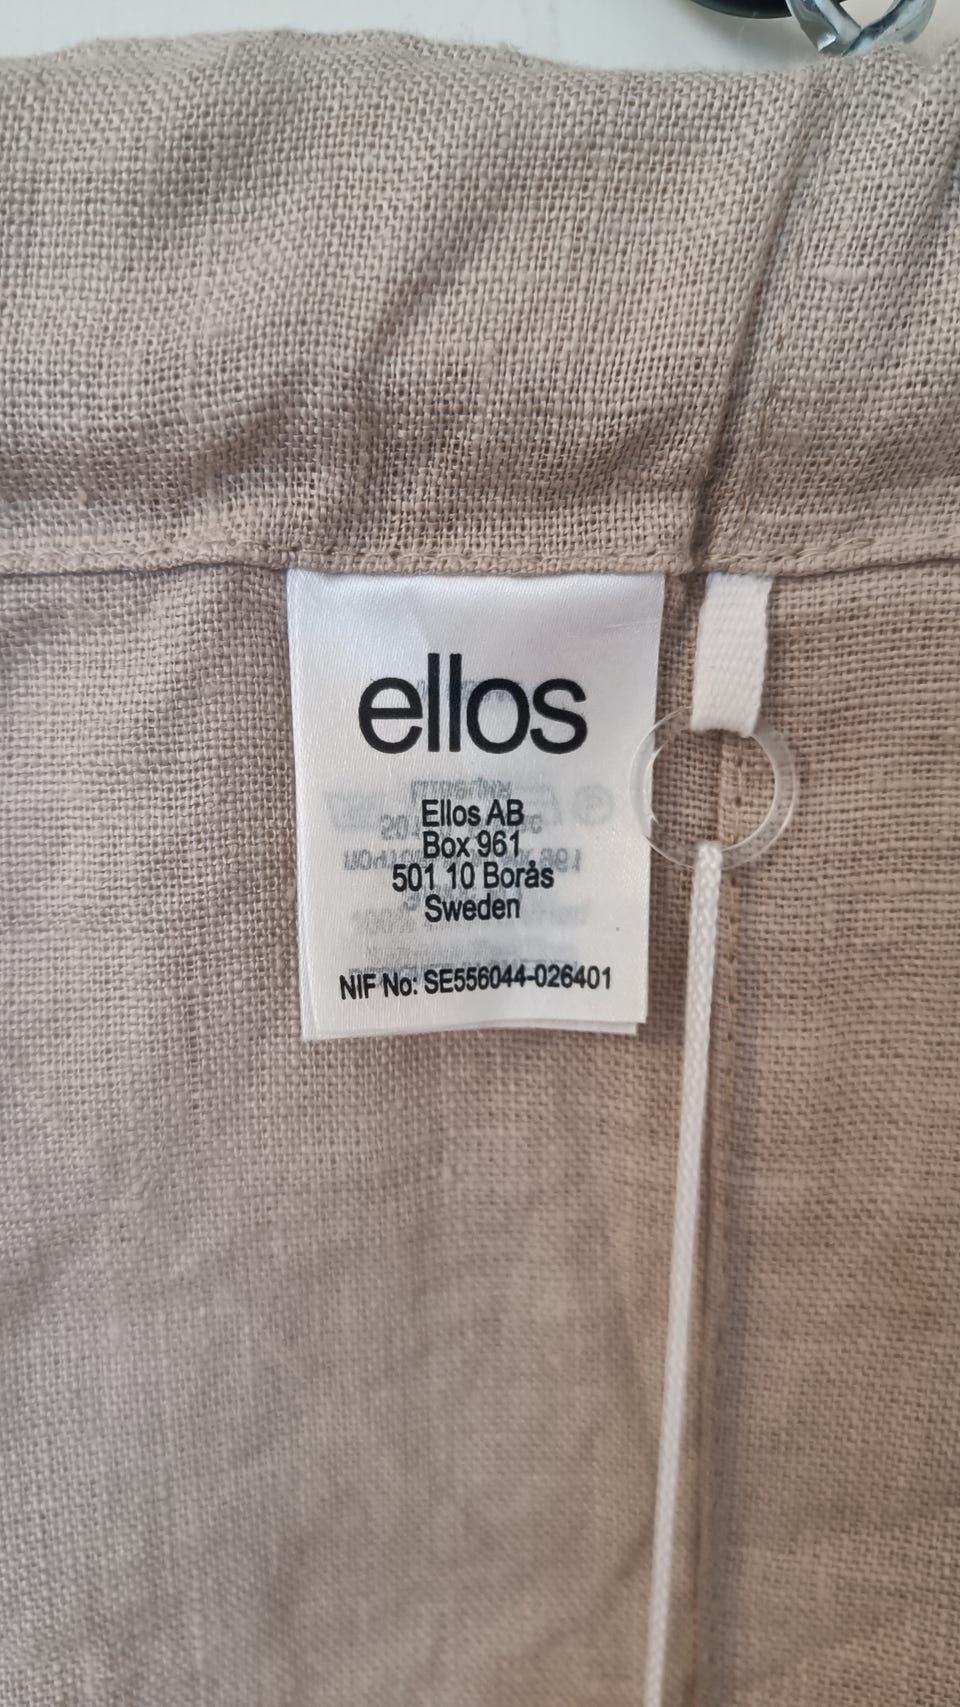 ellos
Ellos AB
Box 961
501 10 Borås
Sweden
NIF No: SE556044-026401